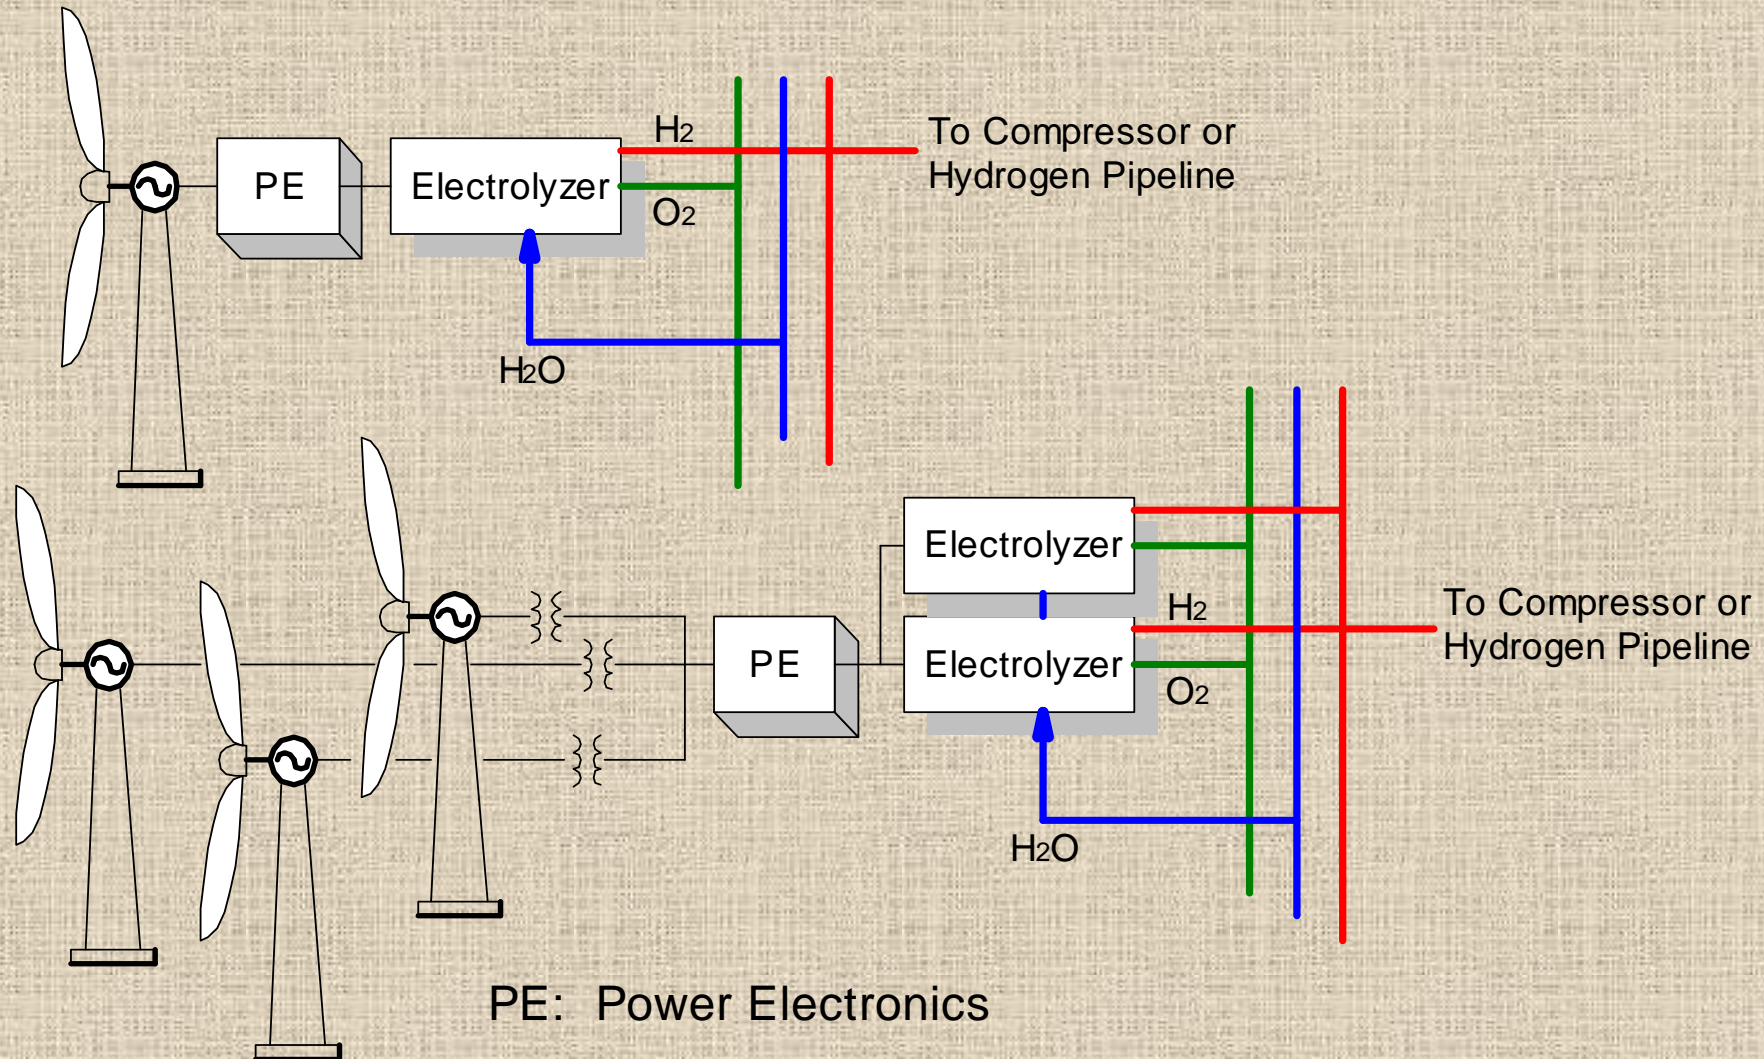 H2
To Compressor or
Hydrogen Pipeline
PE
Electrolyzer
O2
H2O
Electrolyzer
H2
To Compressor or
Hydrogen Pipeline
PE
Electrolyzer
O2
H2O
PE: Power Electronics